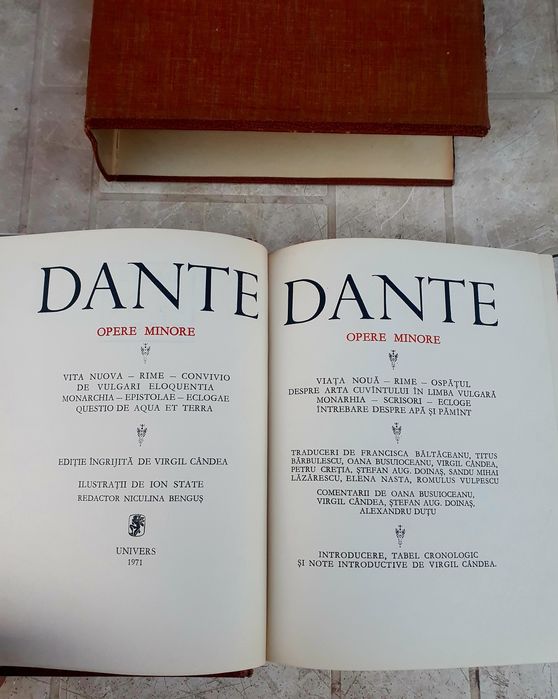 DANTE
OPERE MINORE
VITA NUOVA – RIME – CONVIVIO
DE VULGARI ELOQUENTIA
MONARCHIA – EPISTOLAE – ECLOGAE
QUESTIO DE AQUA ET TERRA
EDIȚIE ÎNGRIJITĂ DE VIRGIL CÂNDEA
ILUSTRAȚII DE ION STATE
REDACTOR NICULINA BENGUȘ
UNIVERS
1971
DANTE
OPERE MINORE
VIAȚA NOUĂ – RIME – OSPĂȚUL
DESPRE ARTA CUVÎNTULUI ÎN LIMBA VULGARĂ
MONARHIA – SCRISORI – ECLOGE
ÎNTREBARE DESPRE APĂ ȘI PĂMÎNT
TRADUCERI DE FRANCISCA BĂLTĂCEANU, TITUS
BĂRBULESCU, OANA BUSUIOCEANU, VIRGIL CÂNDEA,
PETRU CREȚIA, ȘTEFAN AUG. DOINAȘ, SANDU MIHAI
LĂZĂRESCU, ELENA NASTA, ROMULUS VULPESCU
COMENTARII DE OANA BUSUIOCEANU,
VIRGIL CÂNDEA, ȘTEFAN AUG. DOINAȘ,
ALEXANDRU DUȚU
INTRODUCERE, TABEL CRONOLOGIC
ȘI NOTE INTRODUCTIVE DE VIRGIL CÂNDEA.